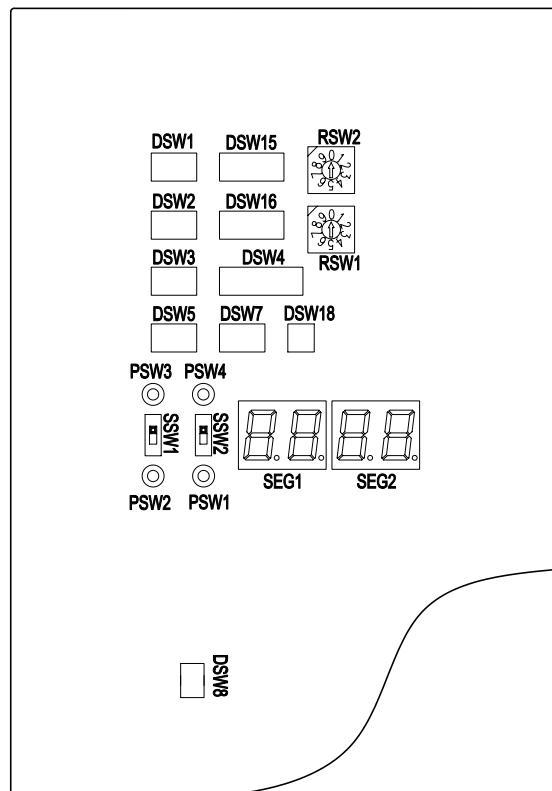 DSW1 DSW15 RSW2
DSW2 DSW16
DSW3 DSW4 RSW1
DSW5 DSW7 DSW18
PSW3 PSW4
SSW1 SSW2
SEG1 SEG2
PSW2 PSW1
DSW8